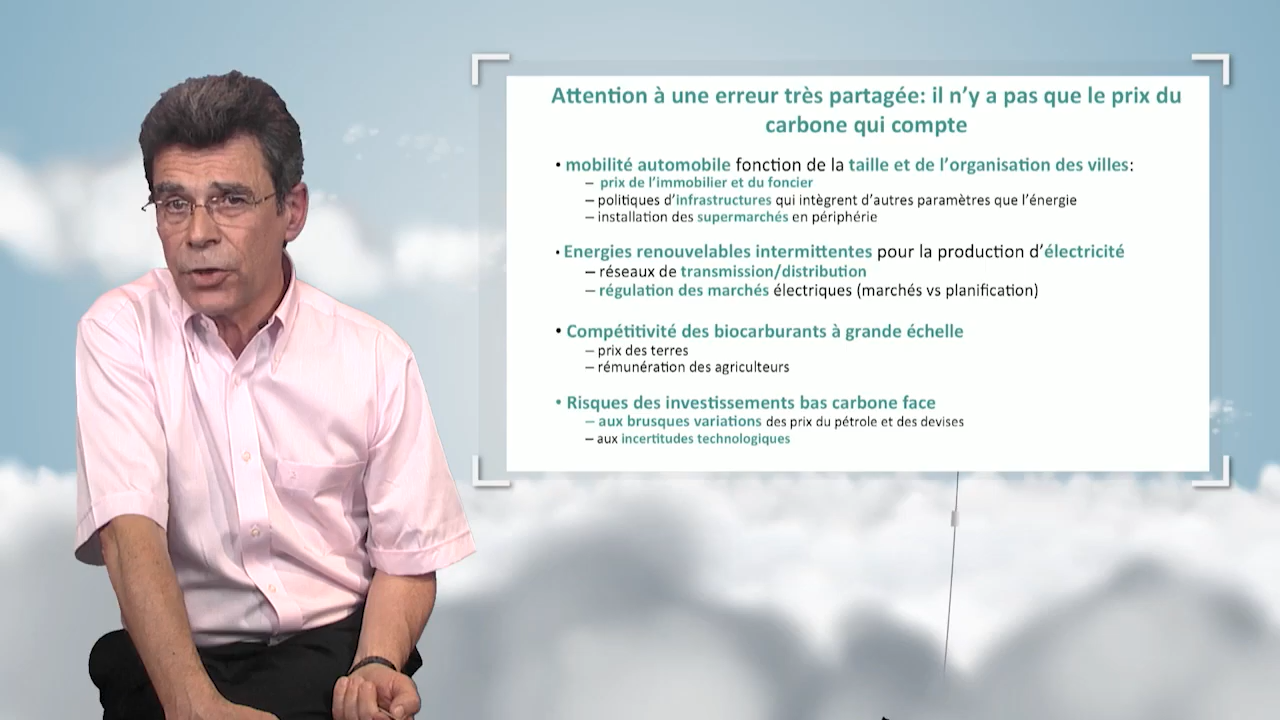 Attention à une erreur très partagée: il n'y a pas que le prix du
carbone qui compte
• mobilité automobile fonction de la taille et de l'organisation des villes:
– prix de l'immobilier et du foncier
– politiques d'infrastructures qui intègrent d'autres paramètres que l'énergie
– installation des supermarchés en périphérie
• Energies renouvelables intermittentes pour la production d'électricité
– réseaux de transmission/distribution
– régulation des marchés électriques (marchés vs planification)
• Compétitivité des biocarburants à grande échelle
– prix des terres
– rémunération des agriculteurs
• Risques des investissements bas carbone face
– aux brusques variations des prix du pétrole et des devises
– aux incertitudes technologiques